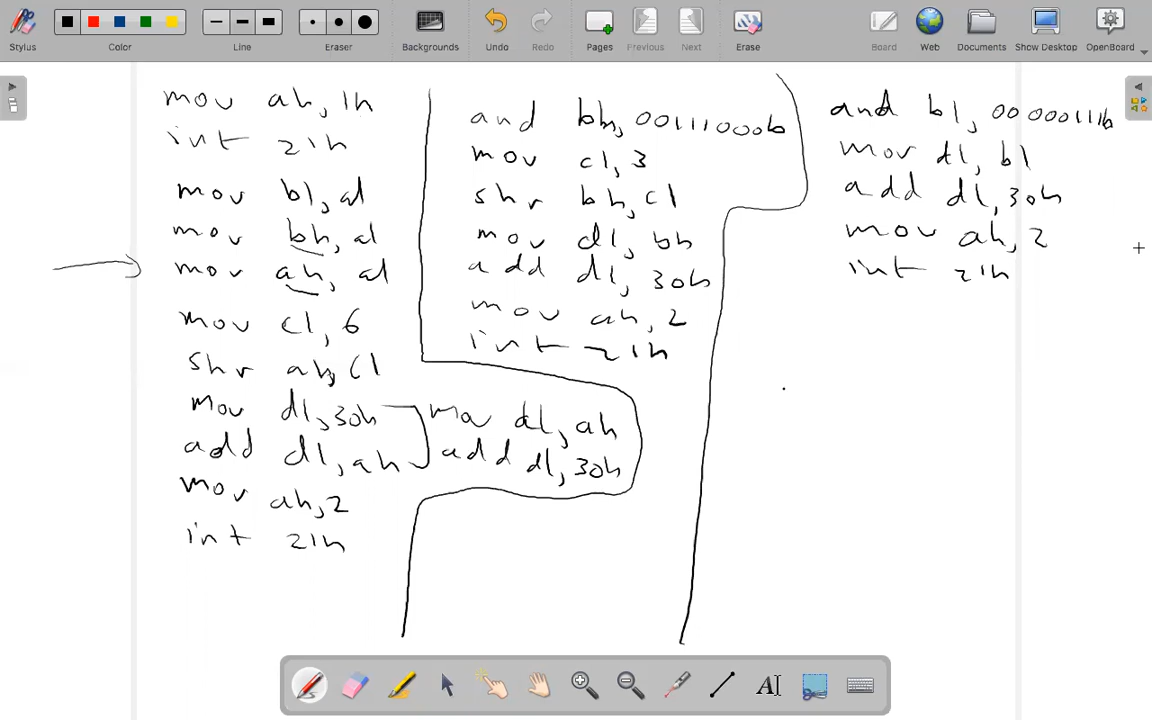 Stylus
Color
Line
Eraser
Backgrounds
Undo
Redo
Pages
Previous
Next
Erase
Board
Web
Documents
Show Desktop
OpenBoard
mov ah, 1h
int 21h
mov bl, al
mov bh, al
mov ah, al
mov cl, 6
shr ah, cl
mov dl, 30h
add dl, ah
mov ah, 2
int 21h
mov dl, ah
add dl, 30h
and bh, 00111000b
mov cl, 3
shr bh, cl
mov dl, bh
add dl, 30h
mov ah, 2
int 21h
and bl, 00000111b
mov dl, bl
add dl, 30h
mov ah, 2
int 21h